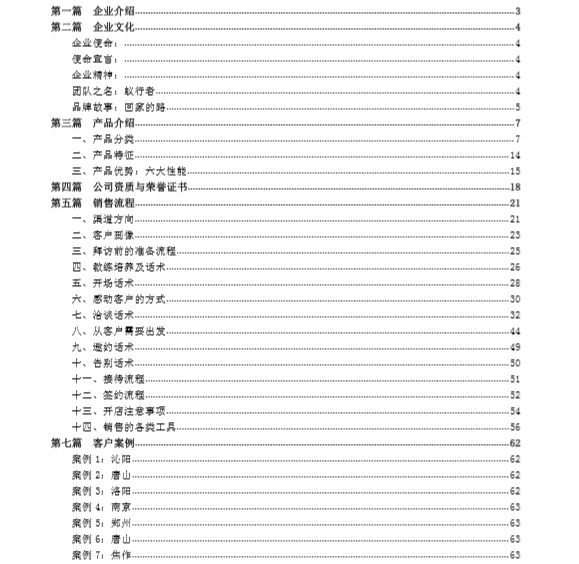 第一篇 企业介绍........3
第二篇 企业文化........4
企业使命：........4
使命宣言：........4
企业精神：........4
团队之名：蚁行者........4
品牌故事：回家的路........5
第三篇 产品介绍........7
一、产品分类........7
二、产品特征........14
三、产品优势：六大性能........15
第四篇 公司资质与荣誉证书........18
第五篇 销售流程........21
一、渠道方向........21
二、客户画像........23
三、拜访前的准备流程........25
四、教练培养及话术........26
五、开场话术........28
六、感动客户的方式........30
七、洽谈话术........32
八、从客户需要出发........44
九、邀约话术........49
十、告别话术........50
十一、接待流程........51
十二、签约流程........52
十三、开店注意事项........54
十四、销售的各类工具........56
第七篇 客户案例........62
案例 1：沁阳........62
案例 2：唐山........62
案例 3：洛阳........62
案例 4：南京........63
案例 5：郑州........63
案例 6：唐山........63
案例 7：焦作........63